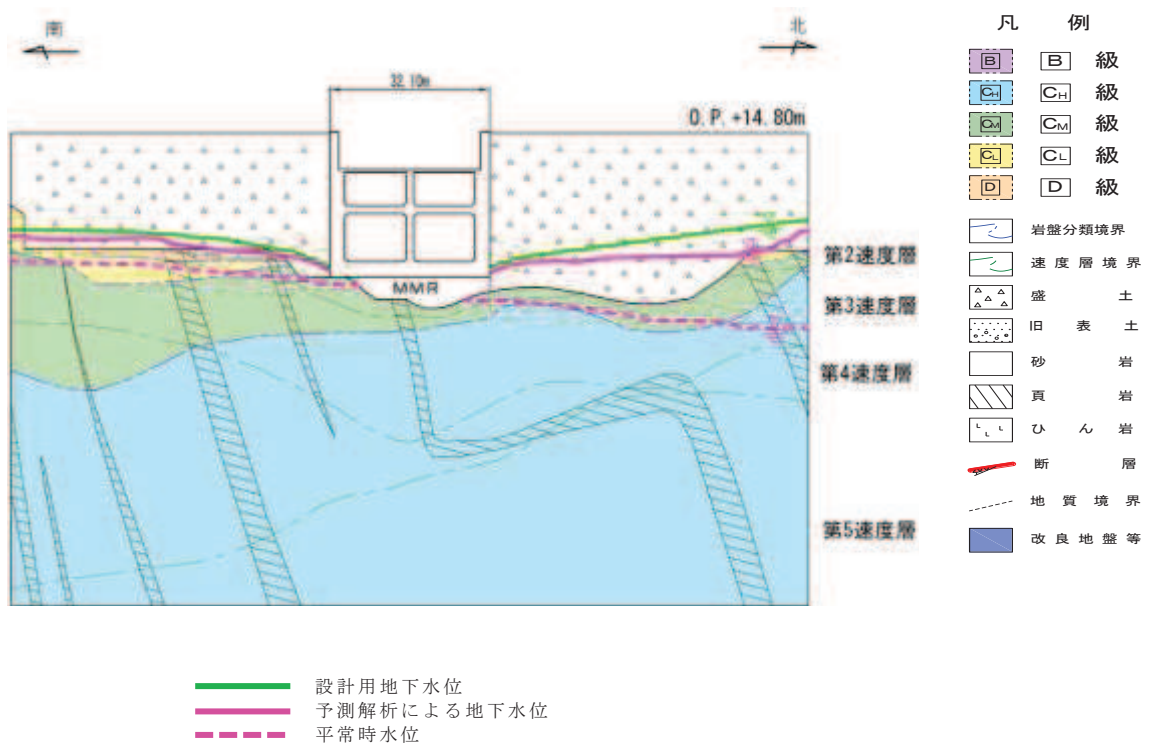 南
北
32.10m
O.P.+14.80m
MMR
第2速度層
第3速度層
第4速度層
第5速度層
凡 例
B B 級
CH CH 級
CM CM 級
CL CL 級
D D 級
岩盤分類境界
速度層境界
盛土
旧表土
砂岩
頁岩
ひん岩
断層
地質境界
改良地盤等
設計用地下水位
予測解析による地下水位
平常時水位